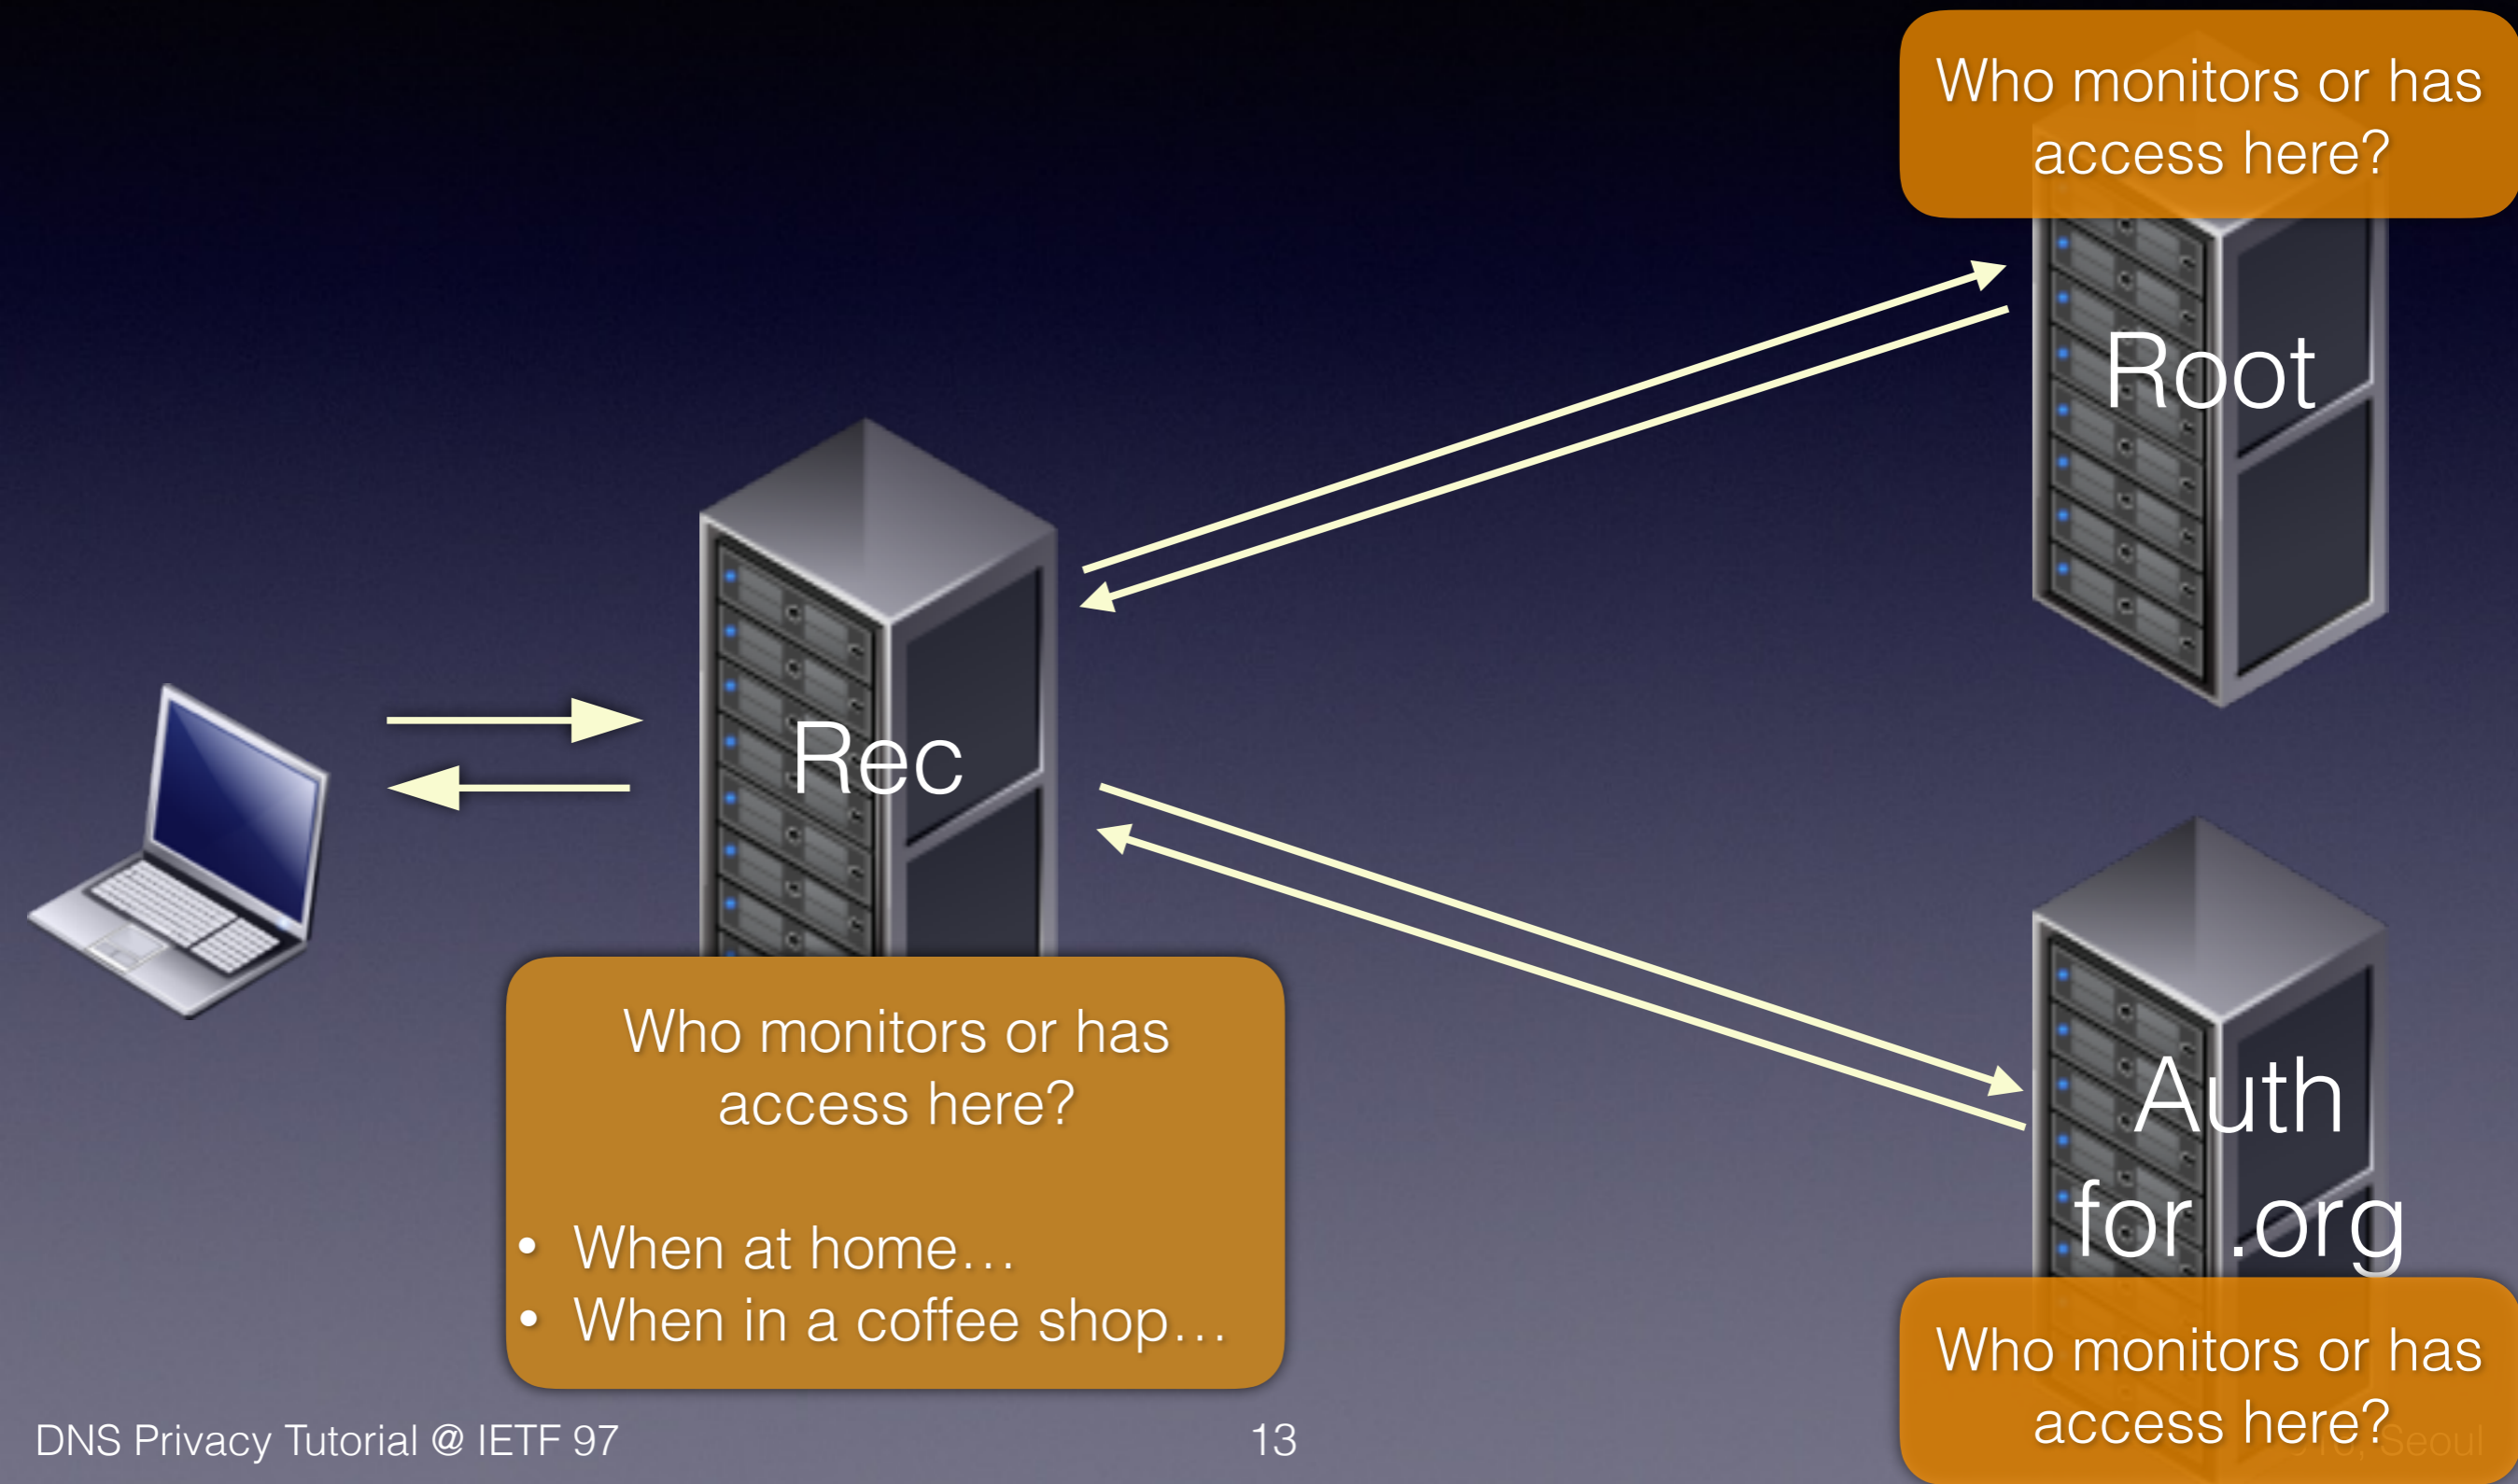 Who monitors or has
access here?
Root
Rec
Who monitors or has
access here?
• When at home…
• When in a coffee shop…
Auth
for .org
Who monitors or has
access here?
DNS Privacy Tutorial @ IETF 97
13
Seoul